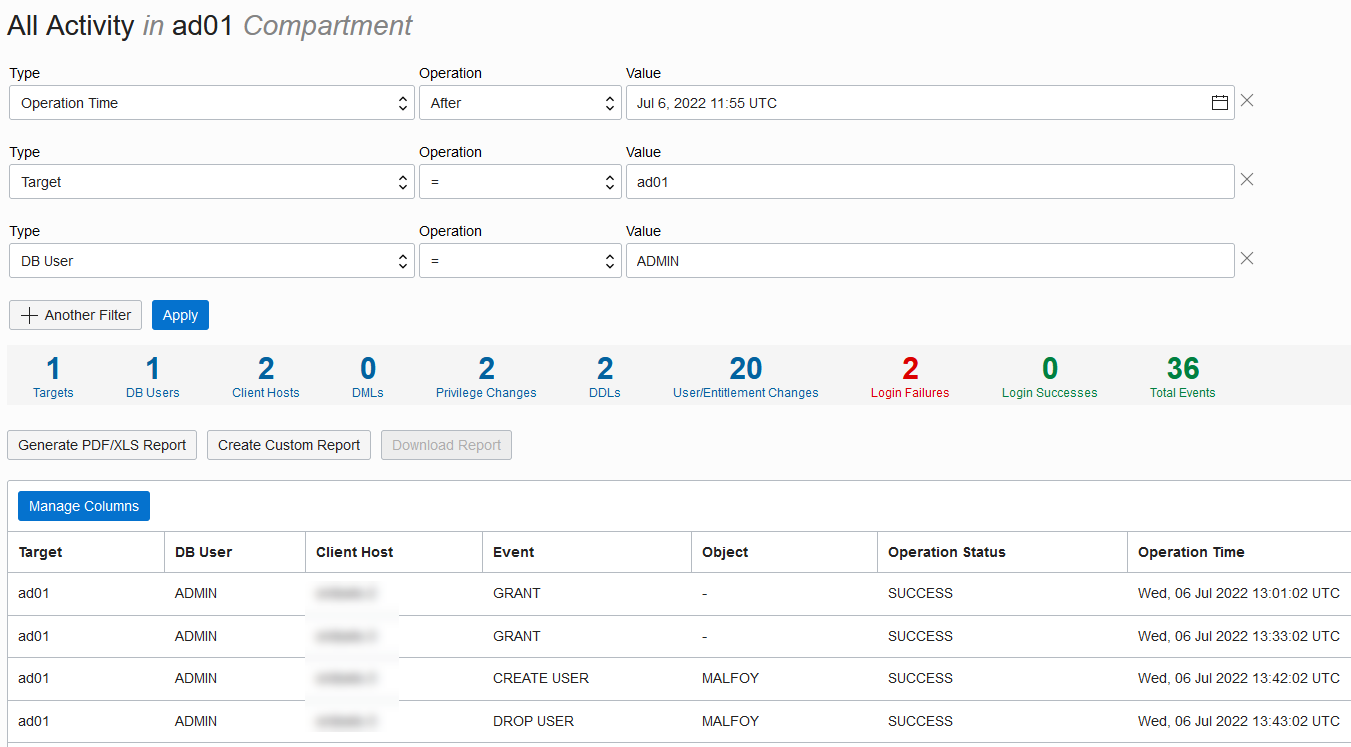 All Activity in ad01 Compartment
Type Operation Value
Operation Time After Jul 6, 2022 11:55 UTC
Type Operation Value
Target = ad01
Type Operation Value
DB User = ADMIN
Another Filter Apply
1 1 2 0 2 2 20 2 0 36
Targets DB Users Client Hosts DMLs Privilege Changes DDLs User/Entitlement Changes Login Failures Login Successes Total Events
Generate PDF/XLS Report Create Custom Report Download Report
Manage Columns
Target DB User Client Host Event Object Operation Status Operation Time
ad01 ADMIN GRANT - SUCCESS Wed, 06 Jul 2022 13:01:02 UTC
ad01 ADMIN GRANT - SUCCESS Wed, 06 Jul 2022 13:33:02 UTC
ad01 ADMIN CREATE USER MALFOY SUCCESS Wed, 06 Jul 2022 13:42:02 UTC
ad01 ADMIN DROP USER MALFOY SUCCESS Wed, 06 Jul 2022 13:43:02 UTC